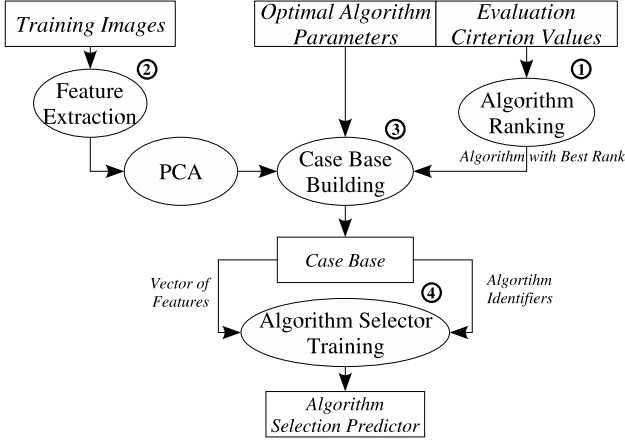 Training Images
Optimal Algorithm
Parameters
Evaluation
Cirterion Values
2
Feature
Extraction
1
Algorithm
Ranking
3
PCA
Case Base
Building
Algorithm with Best Rank
Case Base
Vector of
Features
Algortihm
Identifiers
4
Algorithm Selector
Training
Algorithm
Selection Predictor